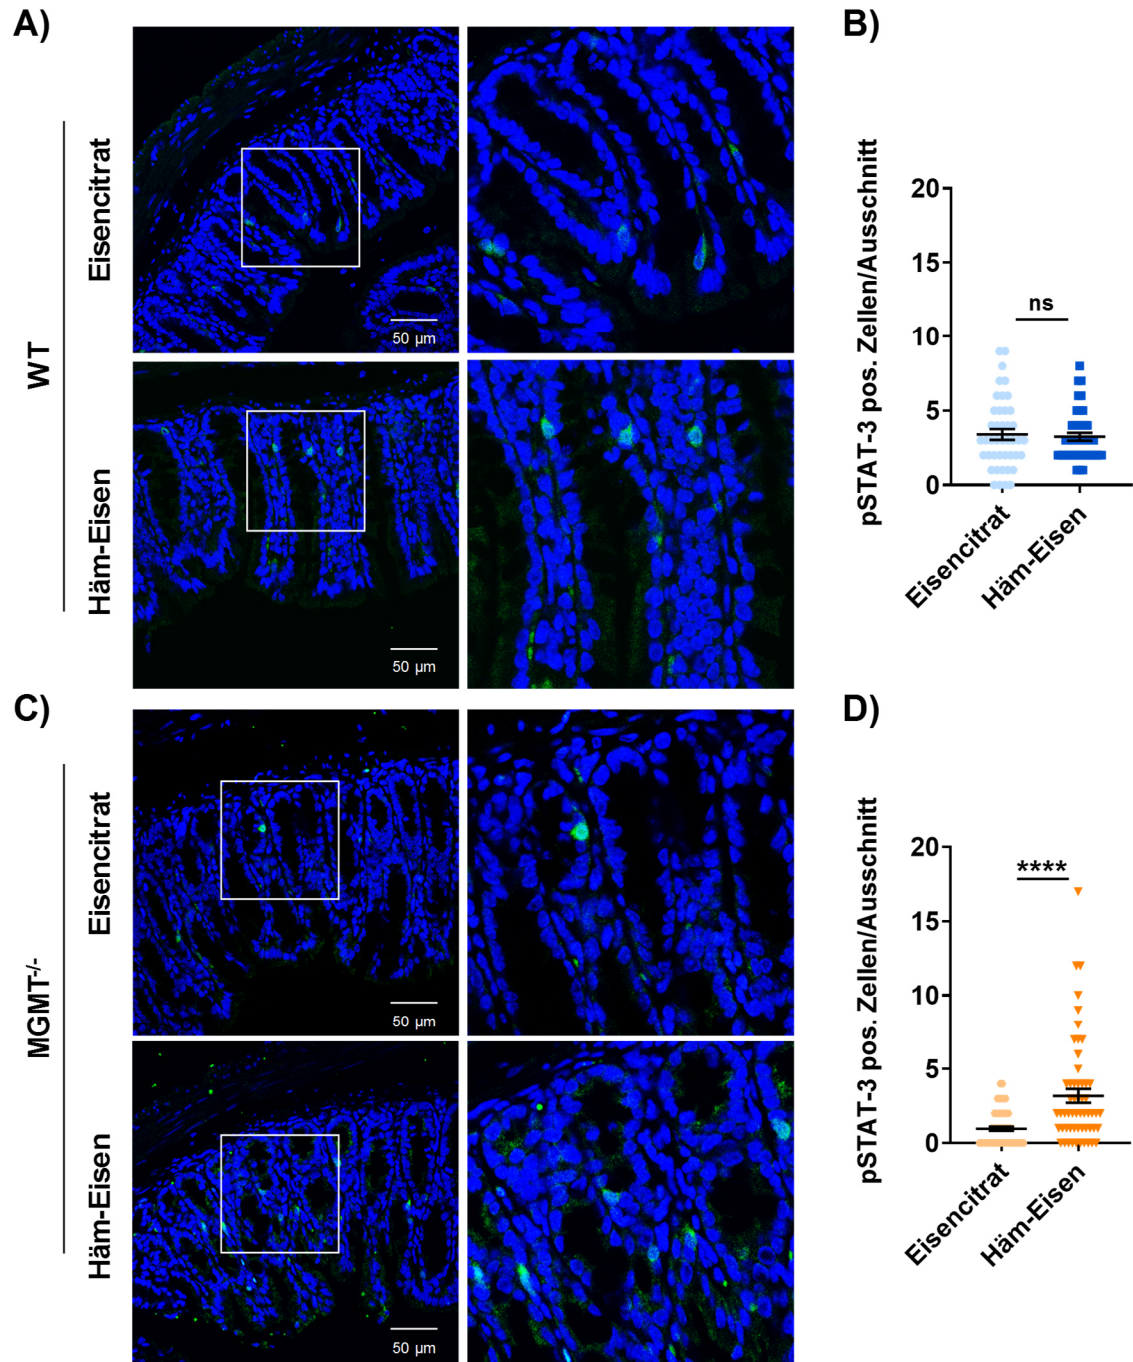 A)
WT
Eisencitrat
50 µm
Häm-Eisen
50 µm
B)
pSTAT-3 pos. Zellen/Ausschnitt
20
15
10
5
0
ns
Eisencitrat
Häm-Eisen
C)
MGMT-/-
Eisencitrat
50 µm
Häm-Eisen
50 µm
D)
pSTAT-3 pos. Zellen/Ausschnitt
20
15
10
5
0
****
Eisencitrat
Häm-Eisen